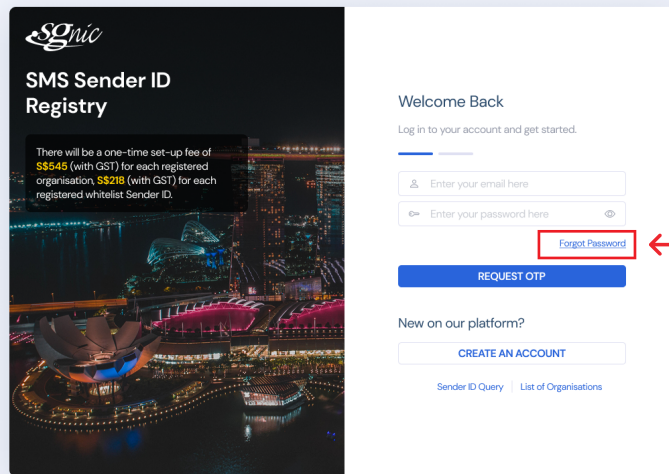 sgnic
SMS Sender ID
Registry
There will be a one-time set-up fee of
S$545 (with GST) for each registered
organisation, S$218 (with GST) for each
registered whitelist Sender ID.
Welcome Back
Log in to your account and get started.
Enter your email here
Enter your password here
Forgot Password
REQUEST OTP
New on our platform?
CREATE AN ACCOUNT
Sender ID Query | List of Organisations